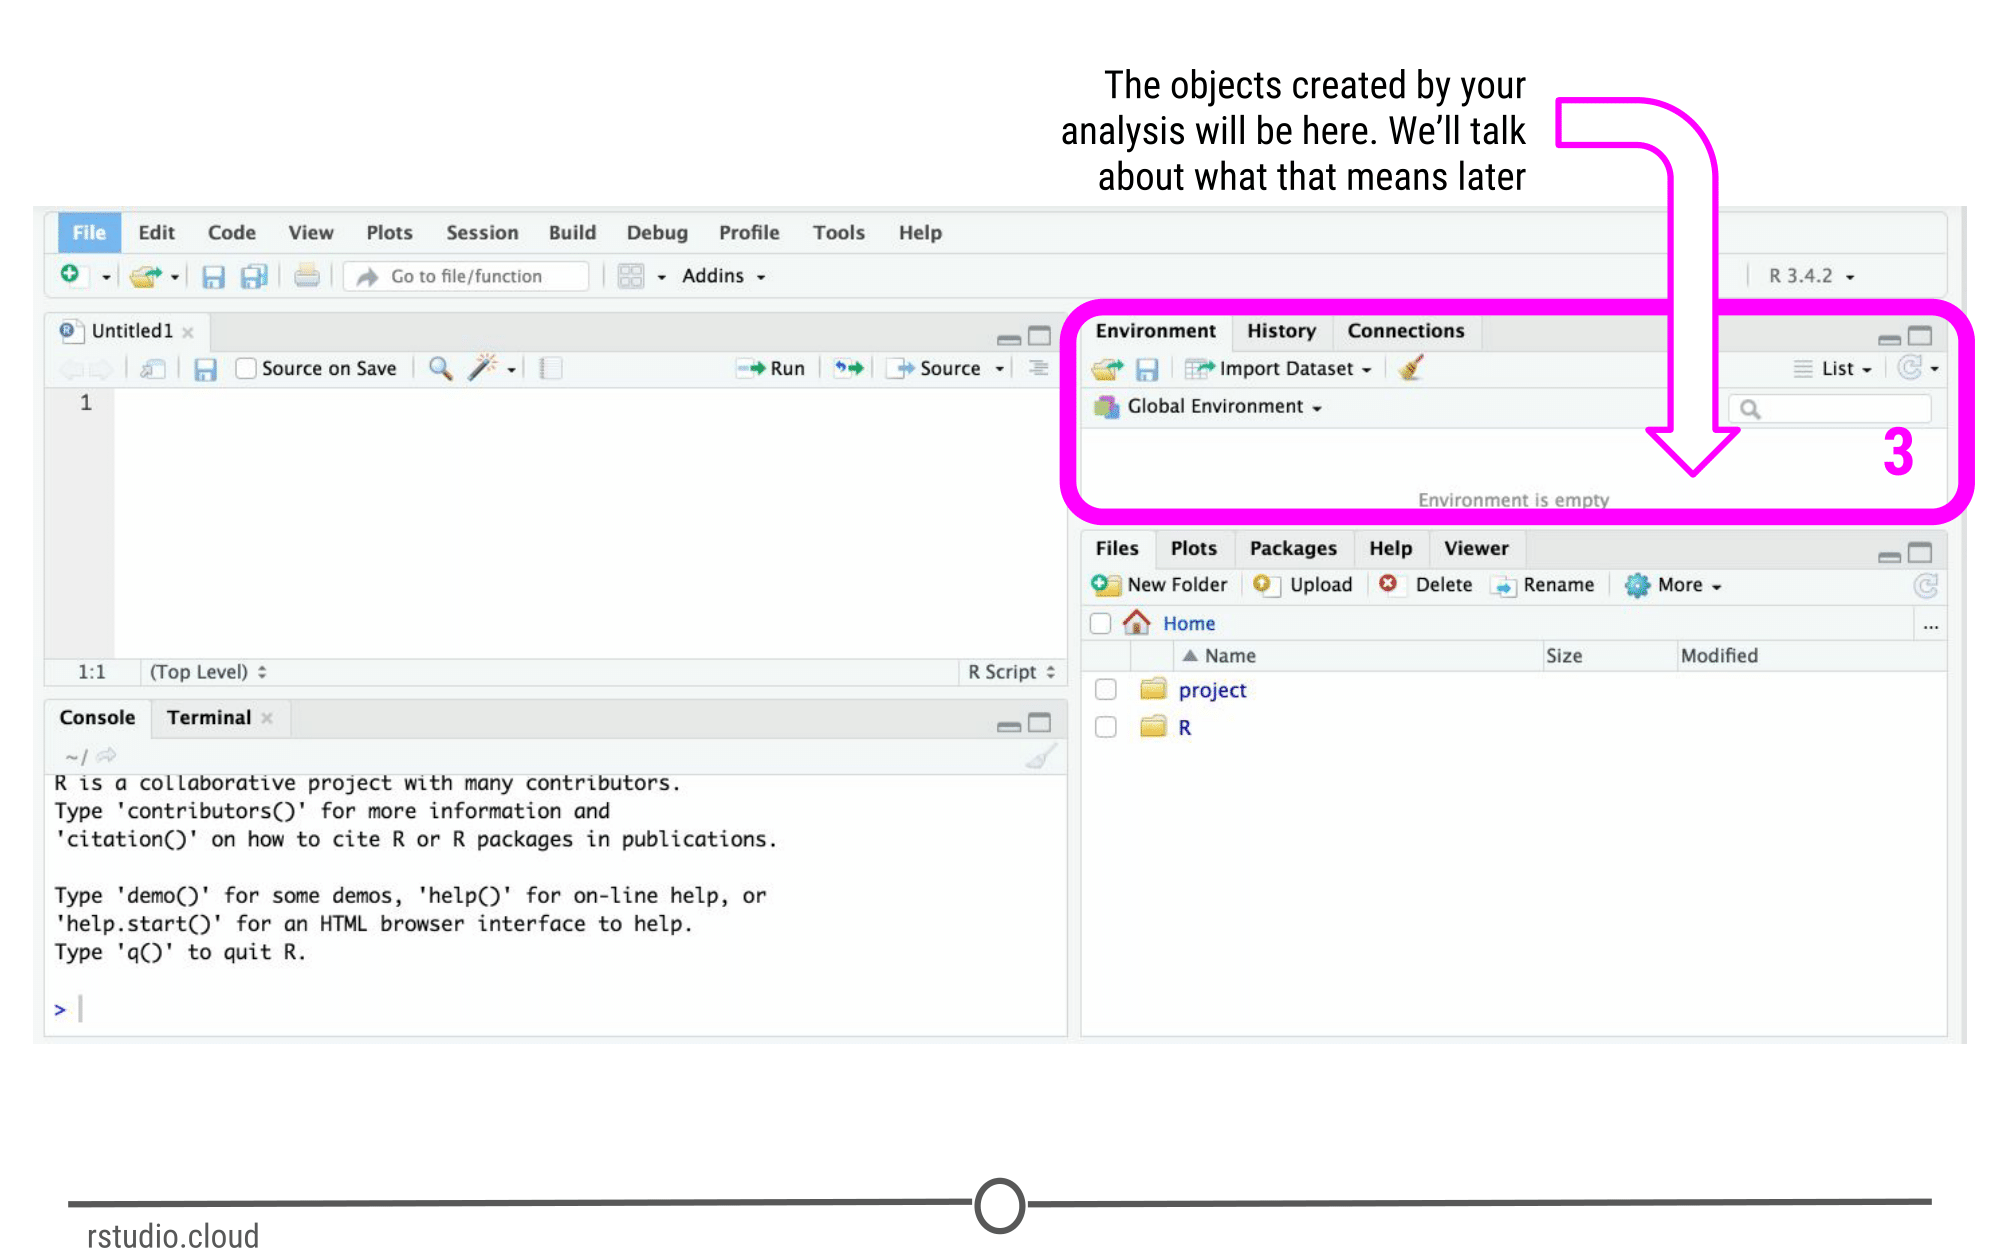 The objects created by your
analysis will be here. We’ll talk
about what that means later
File Edit Code View Plots Session Build Debug Profile Tools Help
Go to file/function Addins R 3.4.2
Untitled1
Source on Save Run Source
1
1:1 (Top Level) R Script
Console Terminal
~/
R is a collaborative project with many contributors.
Type 'contributors()' for more information and
'citation()' on how to cite R or R packages in publications.
Type 'demo()' for some demos, 'help()' for on-line help, or
'help.start()' for an HTML browser interface to help.
Type 'q()' to quit R.
>
Environment History Connections
Import Dataset List
Global Environment
3
Environment is empty
Files Plots Packages Help Viewer
New Folder Upload Delete Rename More
Home ...
Name Size Modified
project
R
rstudio.cloud